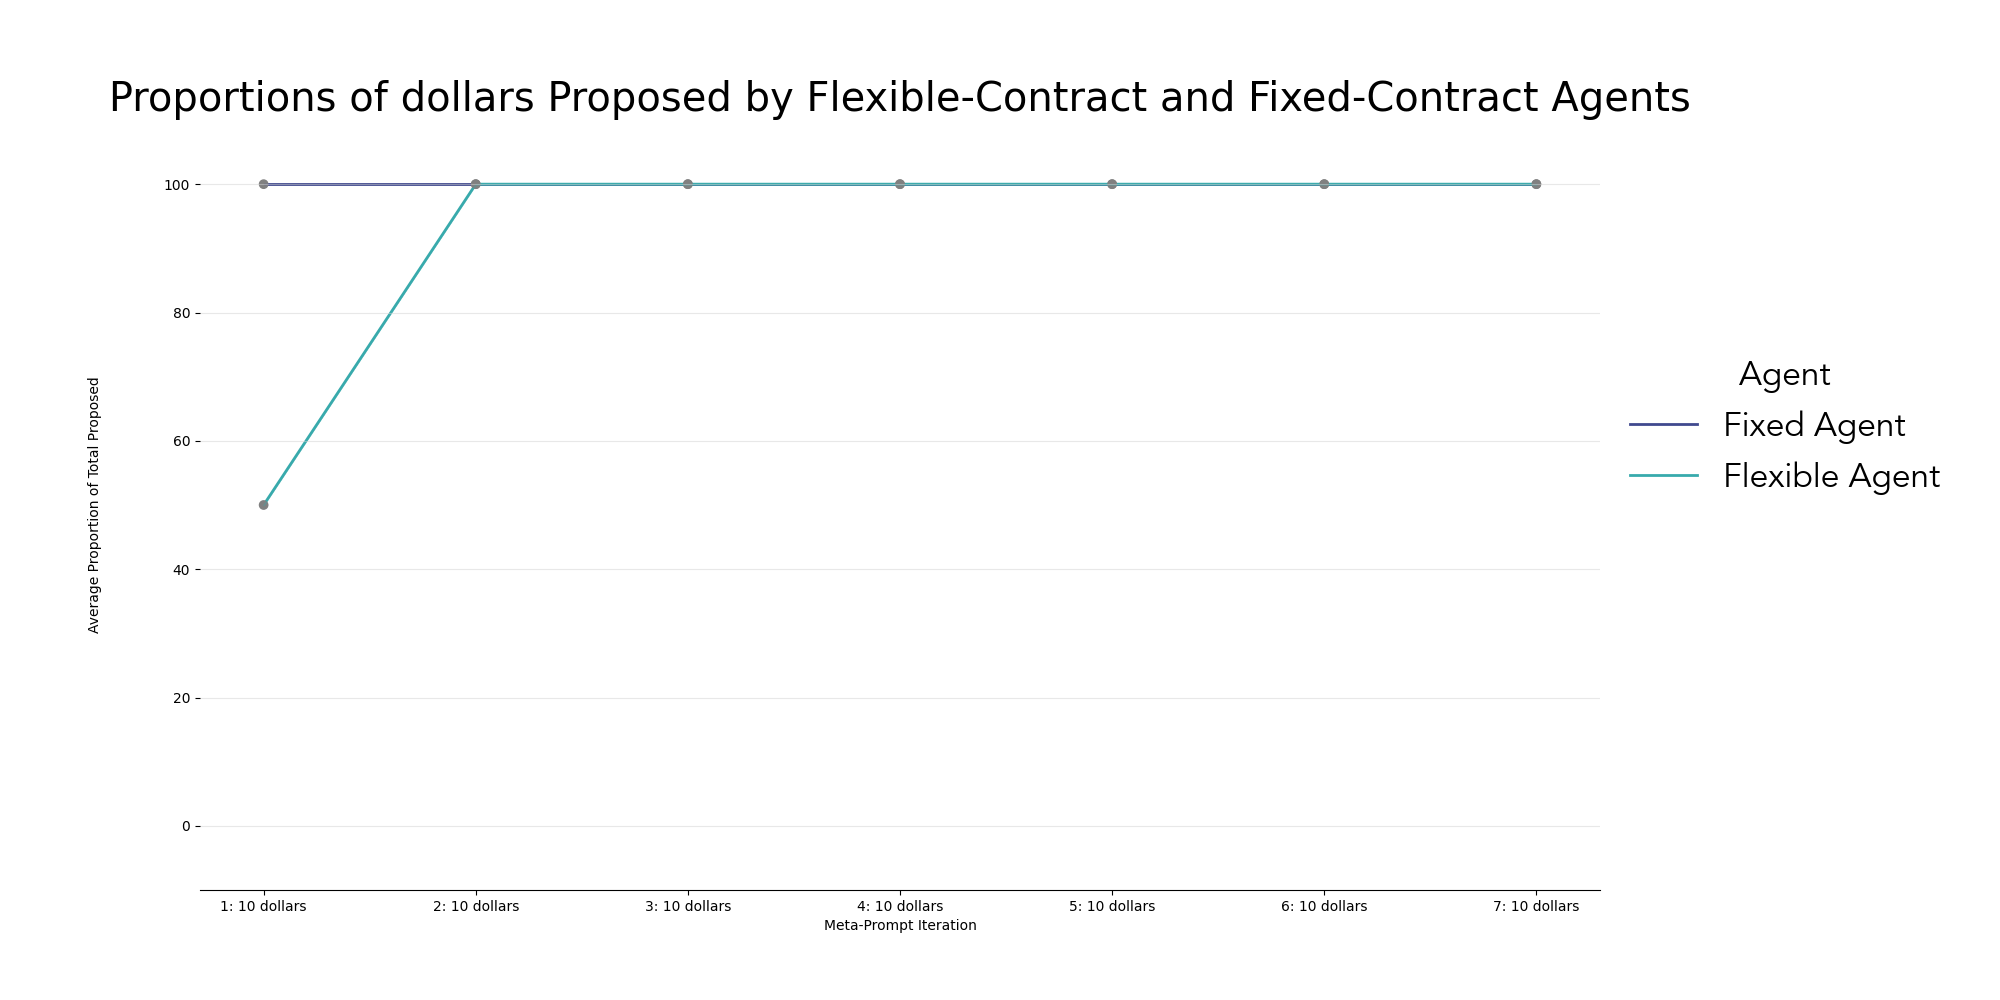 Proportions of dollars Proposed by Flexible-Contract and Fixed-Contract Agents
Average Proportion of Total Proposed
100
80
60
40
20
0
1: 10 dollars
2: 10 dollars
3: 10 dollars
4: 10 dollars
5: 10 dollars
6: 10 dollars
7: 10 dollars
Meta-Prompt Iteration
Agent
Fixed Agent
Flexible Agent